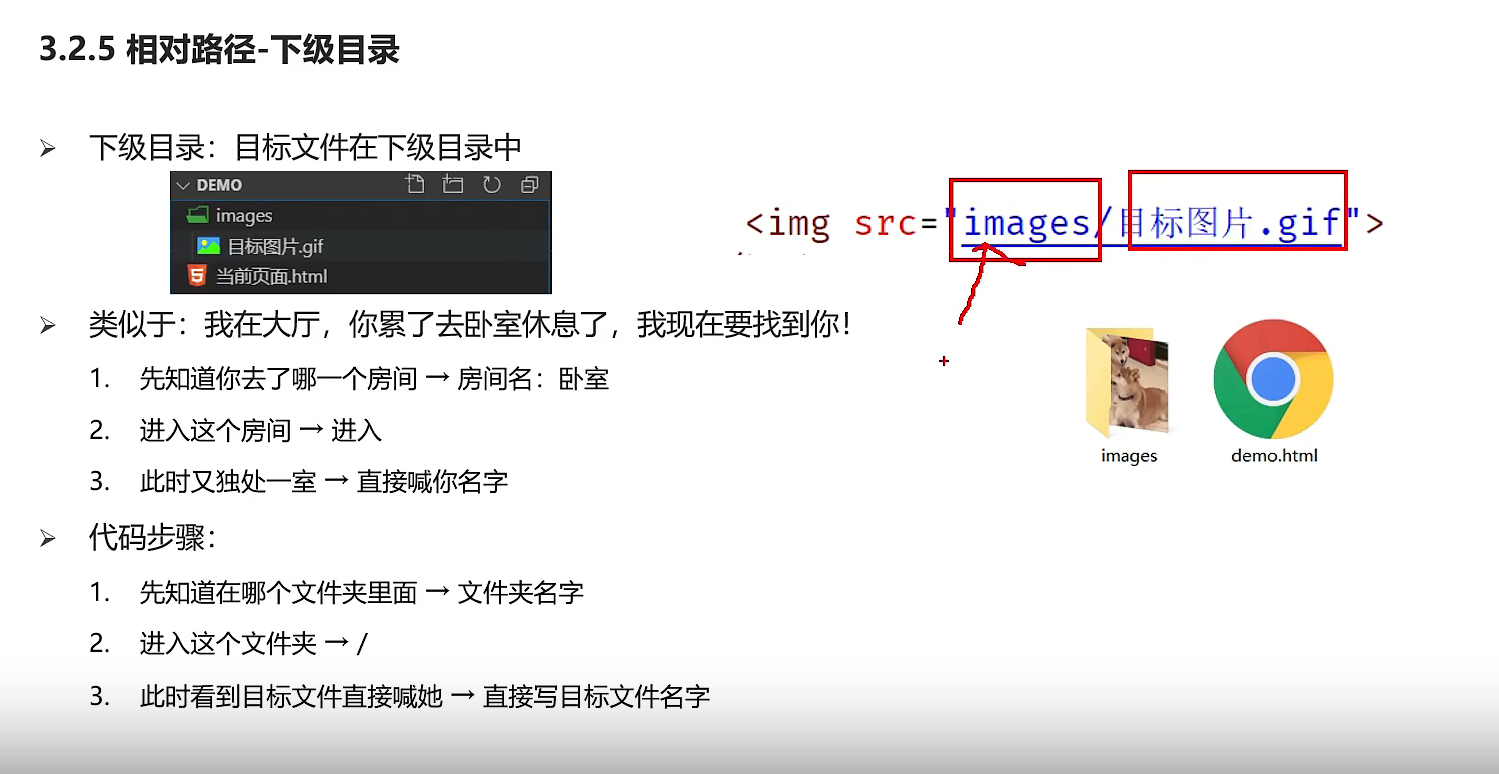 3.2.5 相对路径-下级目录
➢ 下级目录：目标文件在下级目录中
DEMO
images
目标图片.gif
当前页面.html
<img src="images/目标图片.gif">
➢ 类似于：我在大厅，你累了去卧室休息了，我现在要找到你！
1. 先知道你去了哪一个房间 → 房间名：卧室
2. 进入这个房间 → 进入
3. 此时又独处一室 → 直接喊你名字
images
demo.html
➢ 代码步骤：
1. 先知道在哪个文件夹里面 → 文件夹名字
2. 进入这个文件夹 → /
3. 此时看到目标文件直接喊她 → 直接写目标文件名字